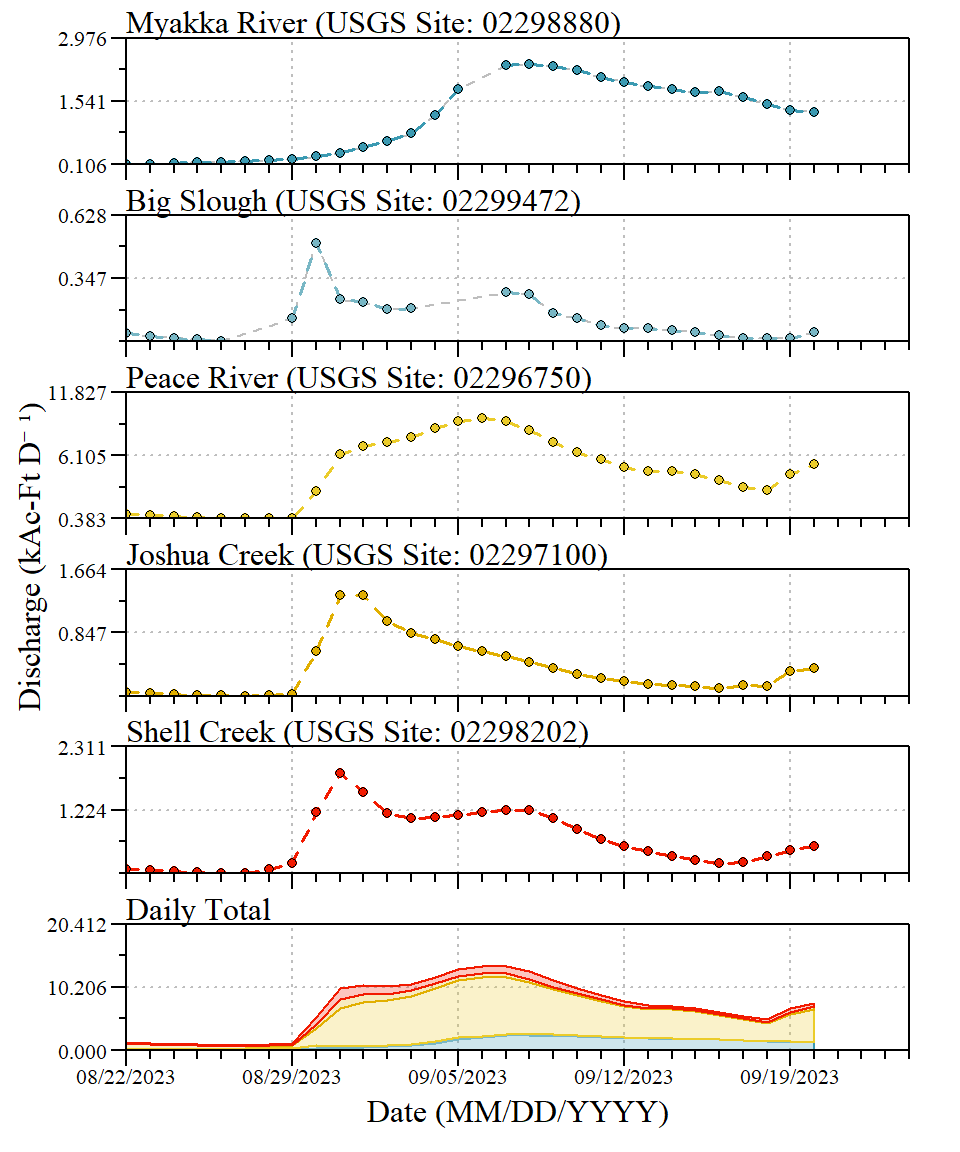 Myakka River (USGS Site: 02298880)
2.976
1.541
0.106
Big Slough (USGS Site: 02299472)
0.628
0.347
Peace River (USGS Site: 02296750)
11.827
6.105
0.383
Joshua Creek (USGS Site: 02297100)
1.664
0.847
Shell Creek (USGS Site: 02298202)
2.311
1.224
Daily Total
20.412
10.206
0.000
Discharge (kAc-Ft D⁻¹)
08/22/2023 08/29/2023 09/05/2023 09/12/2023 09/19/2023
Date (MM/DD/YYYY)